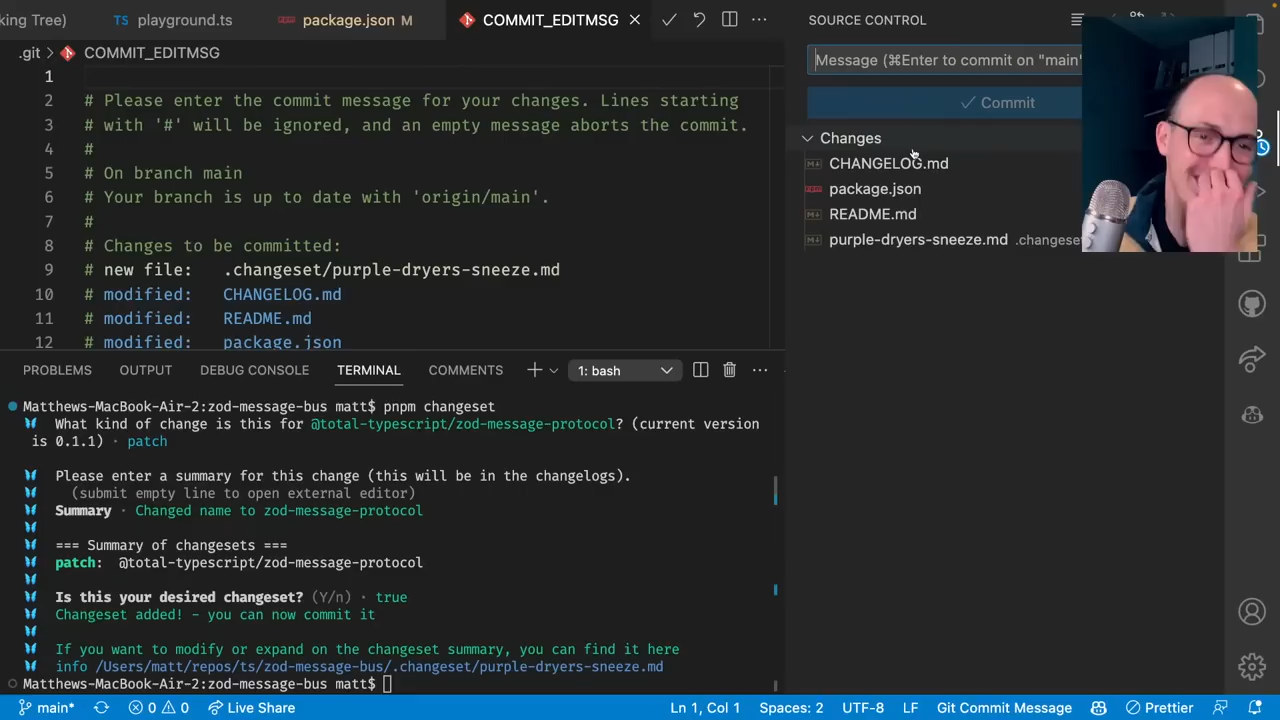 king Tree)
TS playground.ts
package.json M
COMMIT_EDITMSG
.git > COMMIT_EDITMSG
1
2 # Please enter the commit message for your changes. Lines starting
3 # with '#' will be ignored, and an empty message aborts the commit.
4 #
5 # On branch main
6 # Your branch is up to date with 'origin/main'.
7 #
8 # Changes to be committed:
9 # new file: .changeset/purple-dryers-sneeze.md
10 # modified: CHANGELOG.md
11 # modified: README.md
12 # modified: package.json
SOURCE CONTROL
Message (⌘Enter to commit on "main"
Commit
Changes
CHANGELOG.md
package.json
README.md
purple-dryers-sneeze.md .changeset
PROBLEMS OUTPUT DEBUG CONSOLE TERMINAL COMMENTS 1: bash
Matthews-MacBook-Air-2:zod-message-bus matt$ pnpm changeset
What kind of change is this for @total-typescript/zod-message-protocol? (current version
is 0.1.1) · patch
Please enter a summary for this change (this will be in the changelogs).
(submit empty line to open external editor)
Summary · Changed name to zod-message-protocol
=== Summary of changesets ===
patch: @total-typescript/zod-message-protocol
Is this your desired changeset? (Y/n) · true
Changeset added! - you can now commit it
If you want to modify or expand on the changeset summary, you can find it here
info /Users/matt/repos/ts/zod-message-bus/.changeset/purple-dryers-sneeze.md
Matthews-MacBook-Air-2:zod-message-bus matt$
main* 0 0 Live Share Ln 1, Col 1 Spaces: 2 UTF-8 LF Git Commit Message Prettier